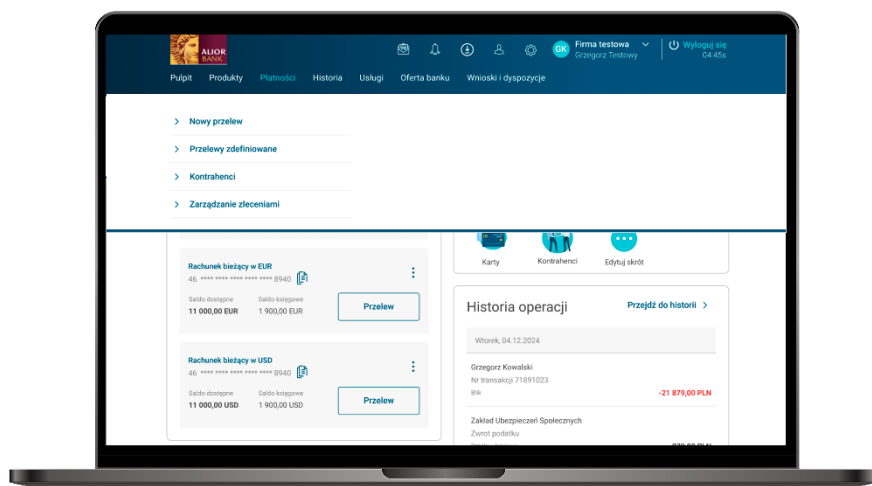 ALIOR
BANK
GK
Firma testowa
Grzegorz Testowy
Wyloguj się
04:45s
Pulpit Produkty Płatności Historia Usługi Oferta banku Wnioski i dyspozycje
Nowy przelew
Przelewy zdefiniowane
Kontrahenci
Zarządzanie zleceniami
Rachunek bieżący w EUR
46 **** **** **** **** **** 8940
Saldo dostępne Saldo księgowe
11 000,00 EUR 1 900,00 EUR
Przelew
Rachunek bieżący w USD
46 **** **** **** **** **** 8940
Saldo dostępne Saldo księgowe
11 000,00 USD 1 900,00 USD
Przelew
Karty Kontrahenci Edytuj skrót
Historia operacji Przejdź do historii
Wtorek, 04.12.2024
Grzegorz Kowalski
Nr transakcji 71891023
Blik -21 879,00 PLN
Zakład Ubezpieczeń Społecznych
Zwrot podatku